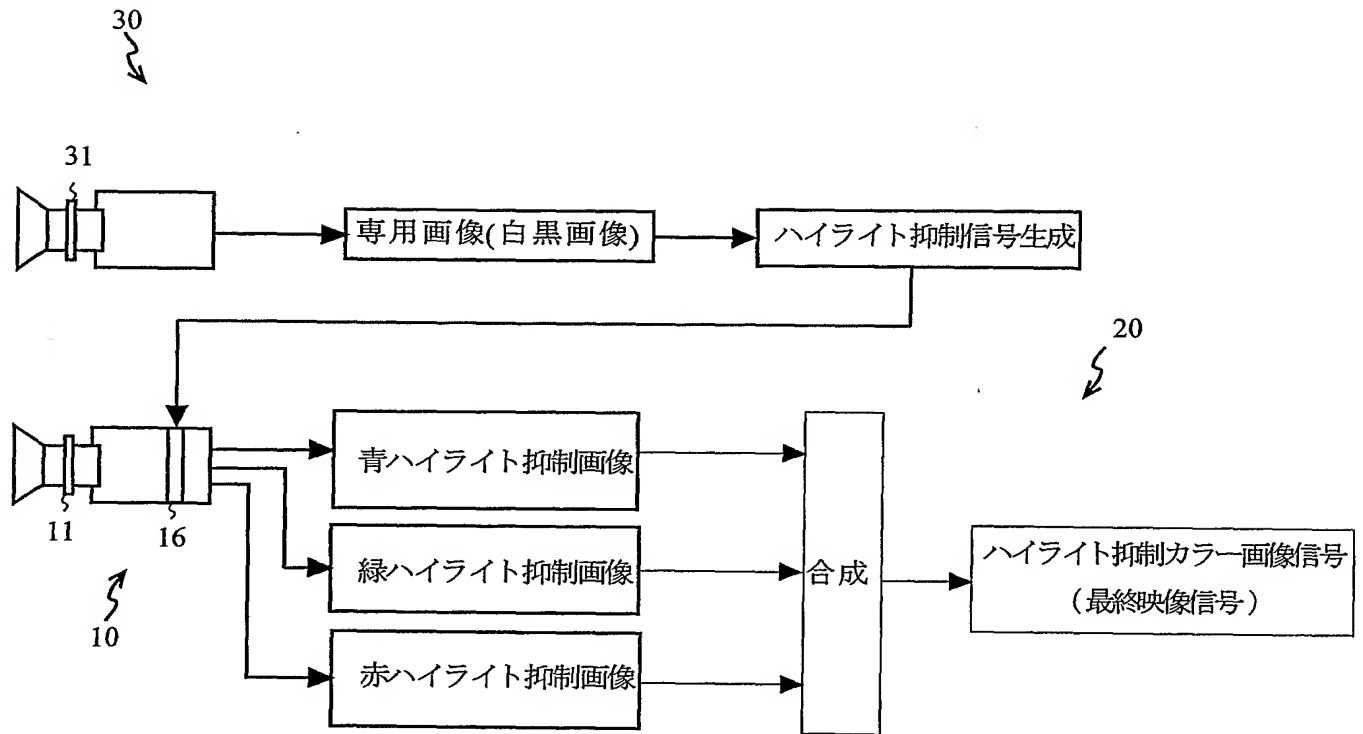 30
31
専用画像(白黒画像)
ハイライト抑制信号生成
20
青ハイライト抑制画像
11
16
緑ハイライト抑制画像
合成
ハイライト抑制カラー画像信号
(最終映像信号)
10
赤ハイライト抑制画像